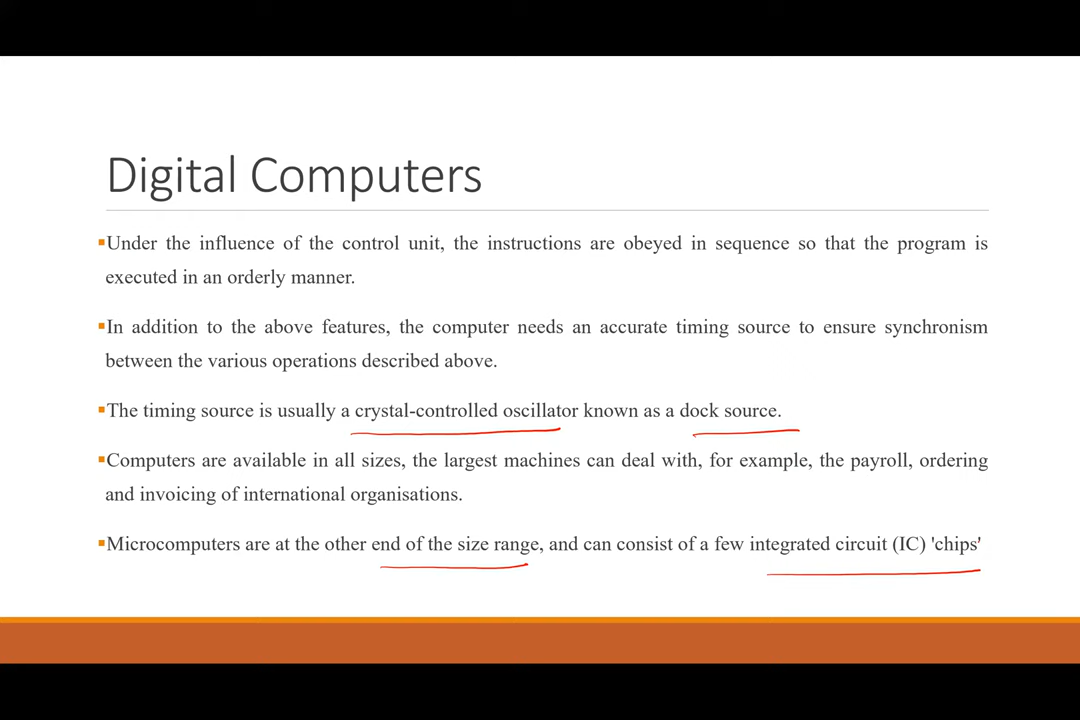 Digital Computers
▪Under the influence of the control unit, the instructions are obeyed in sequence so that the program is
executed in an orderly manner.
▪In addition to the above features, the computer needs an accurate timing source to ensure synchronism
between the various operations described above.
▪The timing source is usually a crystal-controlled oscillator known as a dock source.
▪Computers are available in all sizes, the largest machines can deal with, for example, the payroll, ordering
and invoicing of international organisations.
▪Microcomputers are at the other end of the size range, and can consist of a few integrated circuit (IC) 'chips'